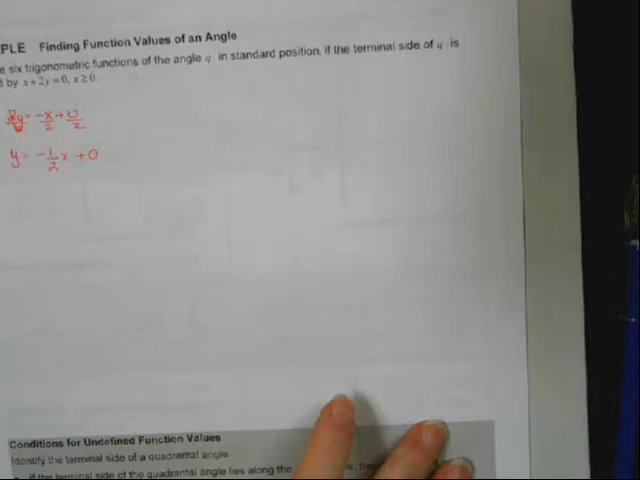 PLE Finding Function Values of an Angle
e six trigonometric functions of the angle q in standard position, if the terminal side of q is
d by x + 2y = 0, x ≥ 0.
2y = -x/2 + 0/2
y = -1/2 x + 0
Conditions for Undefined Function Values
Identify the terminal side of a quadrantal angle.
If the terminal side of the quadrantal angle lies along the